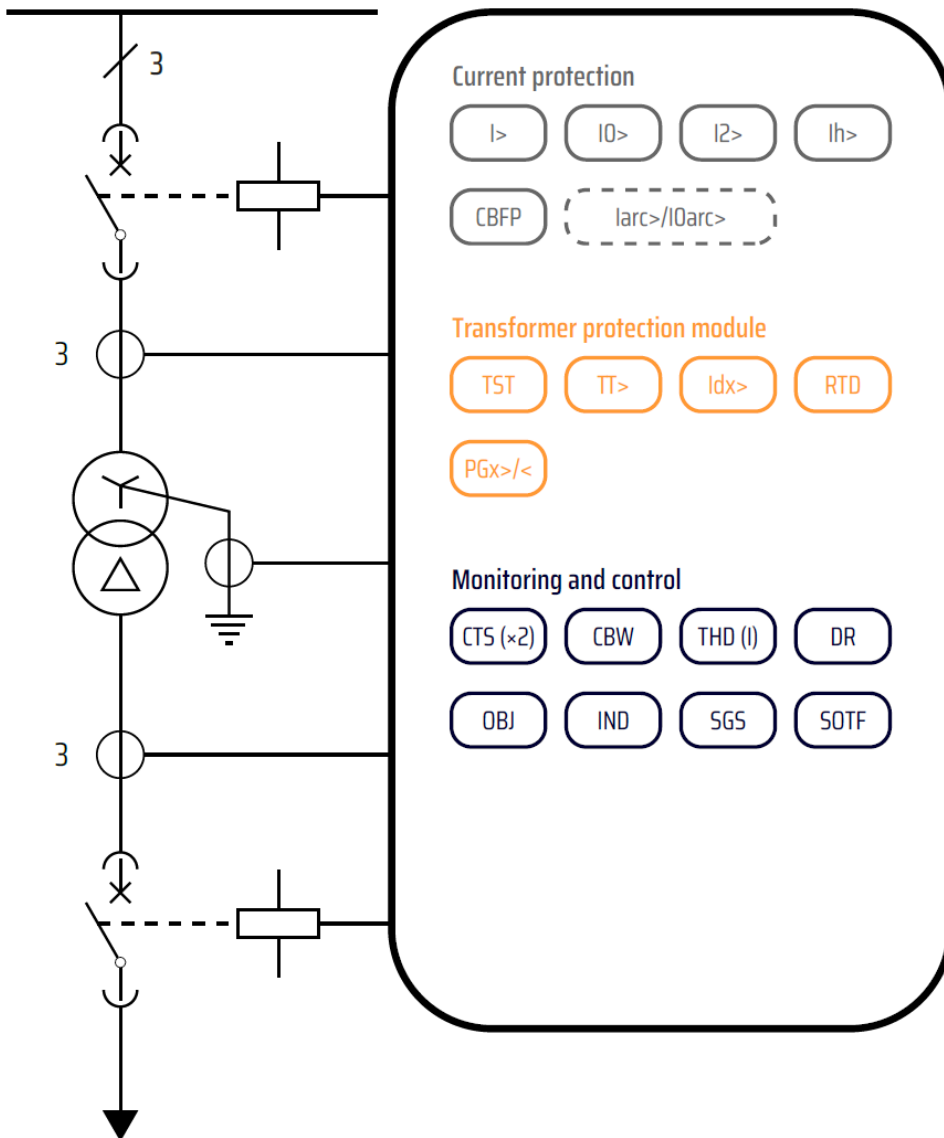 3
Current protection
I> I0> I2> Ih>
CBFP Iarc>/I0arc>
3
Transformer protection module
TST TT> Idx> RTD
PGx>/<
Monitoring and control
CTS (×2) CBW THD (I) DR
OBJ IND SGS SOTF
3